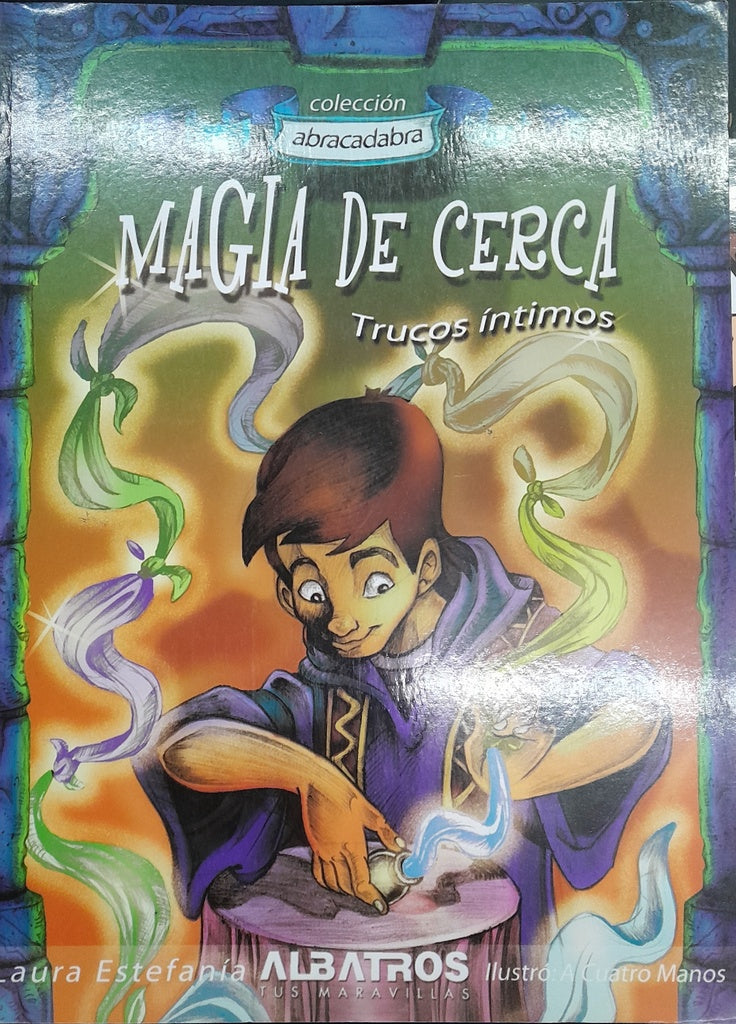 colección
abracadabra
MAGIA DE CERCA
Trucos íntimos
Laura Estefanía ALBATROS Ilustró: A Cuatro Manos
TUS MARAVILLAS